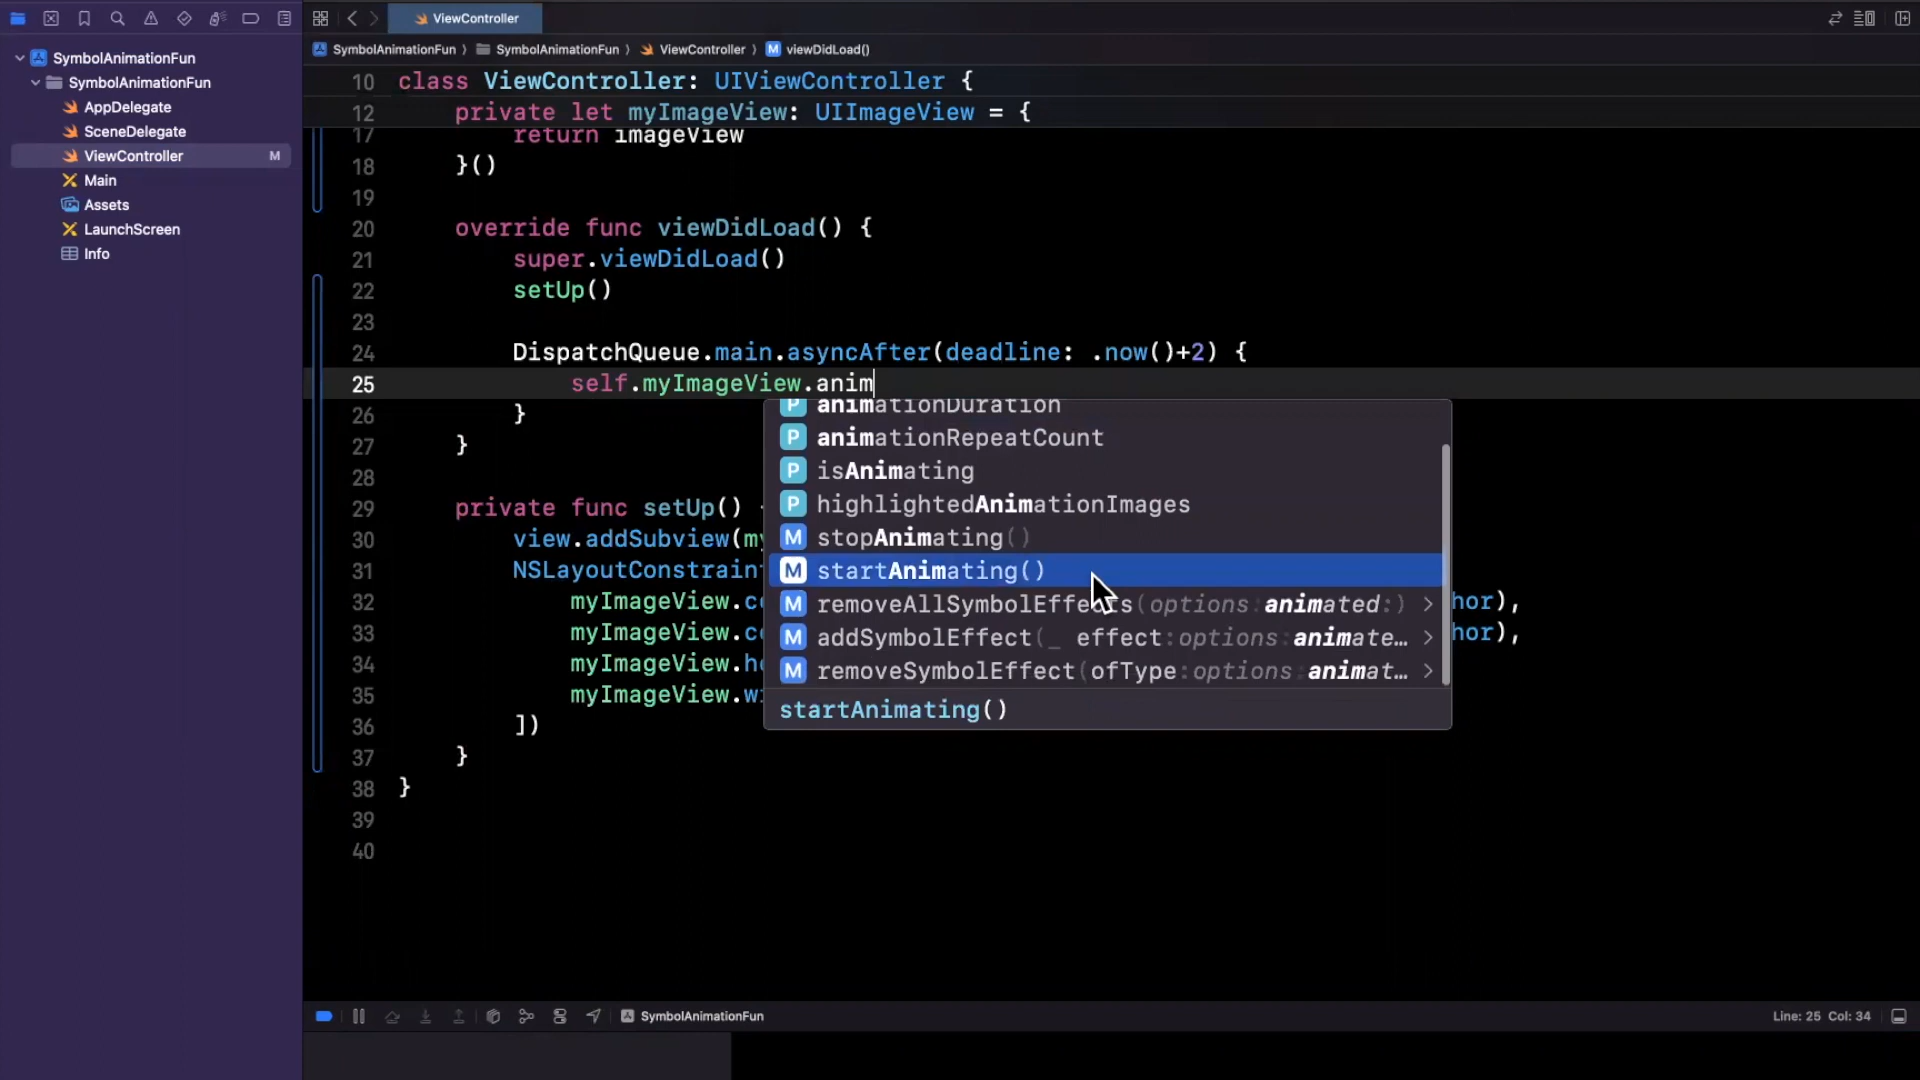 ViewController
SymbolAnimationFun
SymbolAnimationFun
AppDelegate
SceneDelegate
ViewController M
Main
Assets
LaunchScreen
Info
SymbolAnimationFun 〉 SymbolAnimationFun 〉 ViewController 〉 M viewDidLoad()
10 class ViewController: UIViewController {
12 private let myImageView: UIImageView = {
17 return imageView
18 }()
19
20 override func viewDidLoad() {
21 super.viewDidLoad()
22 setUp()
23
24 DispatchQueue.main.asyncAfter(deadline: .now()+2) {
25 self.myImageView.anim
26 }
27 }
28
29 private func setUp()
30 view.addSubview(my
31 NSLayoutConstraint
32 myImageView.ce hor),
33 myImageView.ce hor),
34 myImageView.he
35 myImageView.wi
36 ])
37 }
38 }
39
40
P animationDuration
P animationRepeatCount
P isAnimating
P highlightedAnimationImages
M stopAnimating()
M startAnimating()
M removeAllSymbolEffects(options:animated:)
M addSymbolEffect(_ effect:options:animate…
M removeSymbolEffect(ofType:options:animat…
startAnimating()
SymbolAnimationFun
Line: 25 Col: 34